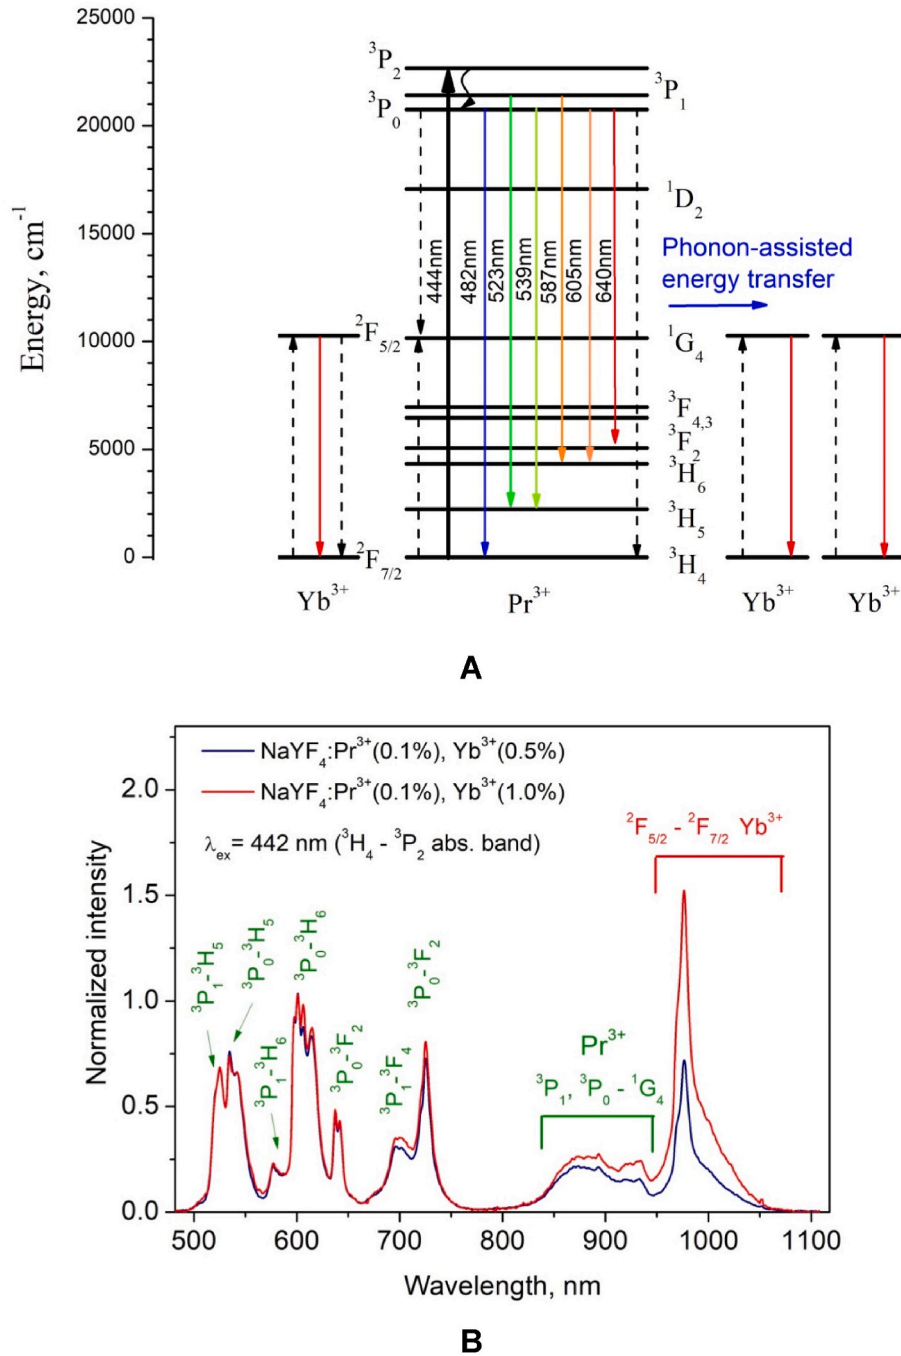 25000
20000
15000
10000
5000
0
Energy, cm⁻¹
³P₂
³P₁
³P₀
¹D₂
444nm
482nm
523nm
539nm
587nm
605nm
640nm
Phonon-assisted
energy transfer
²F₅/₂
¹G₄
³F₄,₃
³F₂
³H₆
³H₅
²F₇/₂
³H₄
Yb³⁺
Pr³⁺
Yb³⁺
Yb³⁺
A
NaYF₄:Pr³⁺(0.1%), Yb³⁺(0.5%)
NaYF₄:Pr³⁺(0.1%), Yb³⁺(1.0%)
λₑₓ= 442 nm (³H₄ - ³P₂ abs. band)
²F₅/₂ - ²F₇/₂ Yb³⁺
³P₁-³H₅
³P₀-³H₅
³P₁-³H₆
³P₀-³H₆
³P₀-³F₂
³P₁-³F₄
³P₀-³F₂
Pr³⁺
³P₁, ³P₀ - ¹G₄
2.0
1.5
1.0
0.5
0.0
Normalized intensity
500 600 700 800 900 1000 1100
Wavelength, nm
B